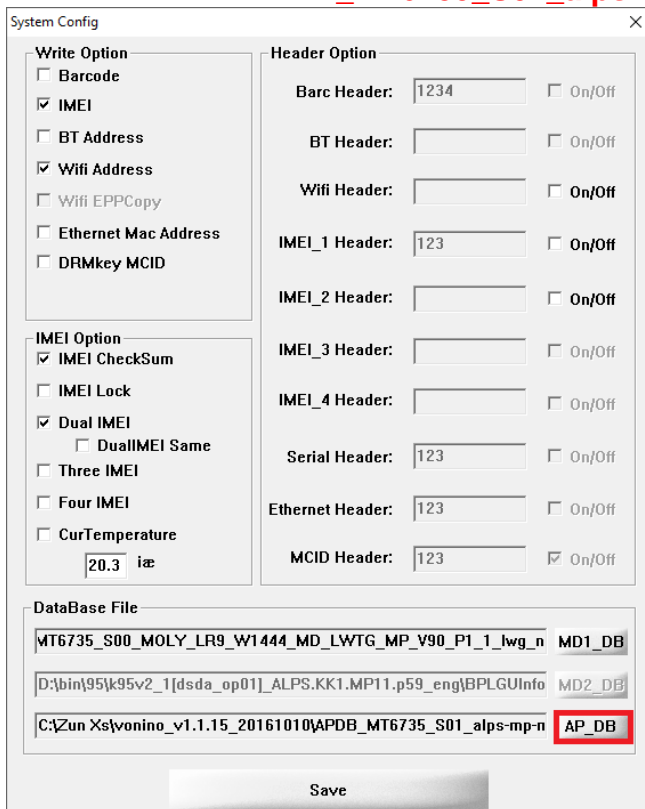 System Config
Write Option
Barcode
IMEI
BT Address
Wifi Address
Wifi EPPCopy
Ethernet Mac Address
DRMkey MCID
Header Option
Barc Header: 1234 On/Off
BT Header: On/Off
Wifi Header: On/Off
IMEI_1 Header: 123 On/Off
IMEI_2 Header: On/Off
IMEI_3 Header: On/Off
IMEI_4 Header: On/Off
Serial Header: 123 On/Off
Ethernet Header: 123 On/Off
MCID Header: 123 On/Off
IMEI Option
IMEI CheckSum
IMEI Lock
Dual IMEI
DualIMEI Same
Three IMEI
Four IMEI
CurTemperature
20.3 iæ
DataBase File
MT6735_S00_MOLY_LR9_W1444_MD_LWTG_MP_V90_P1_1_lwg_n MD1_DB
D:\bin\95\k95v2_1[dsda_op01]_ALPS.KK1.MP11.p59_eng\BPLGUInfo MD2_DB
C:\Zun Xs\vonino_v1.1.15_20161010\APDB_MT6735_S01_alps-mp-n AP_DB
Save